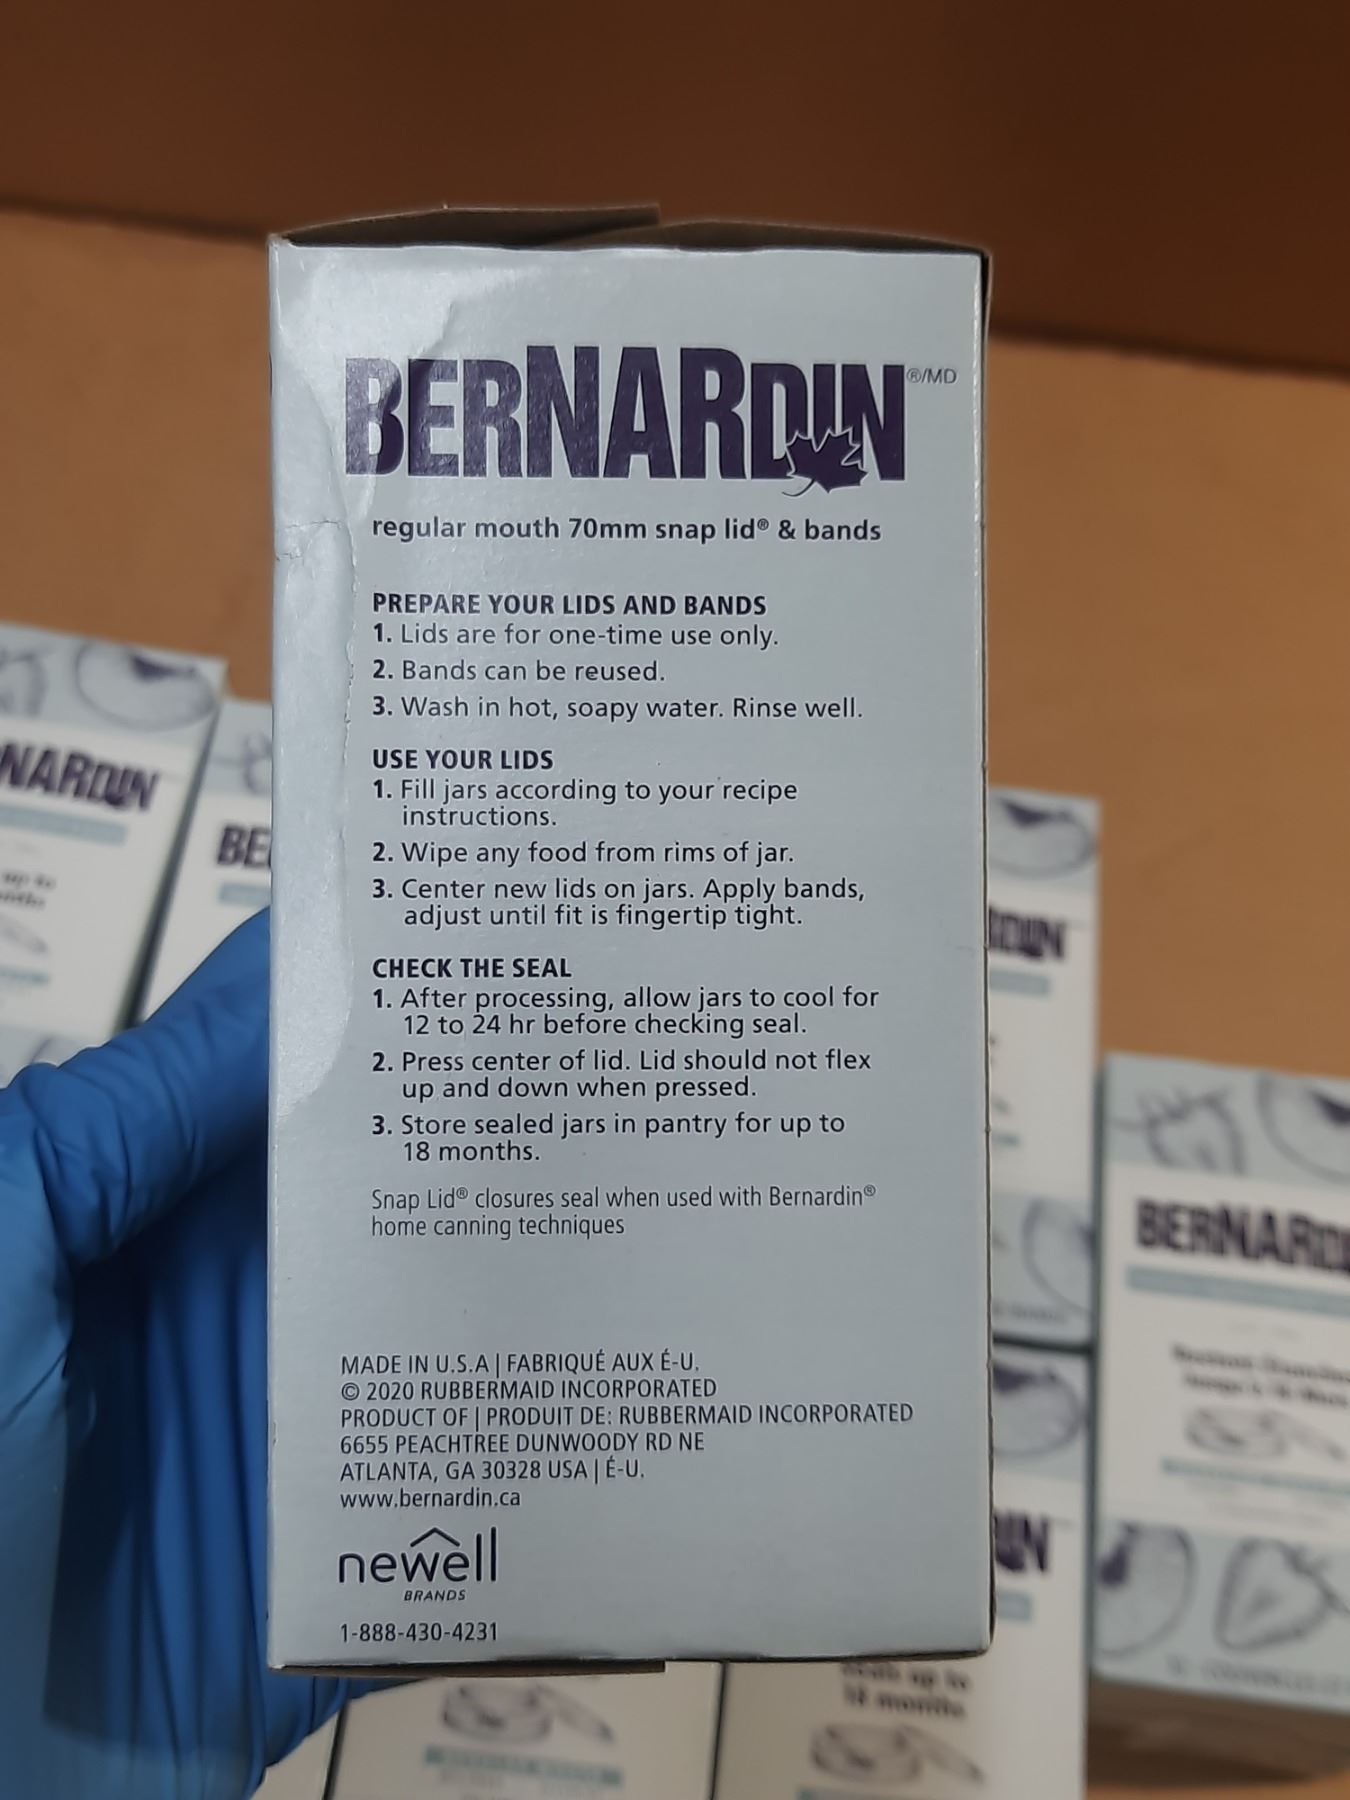 BERNARDIN®/MD
regular mouth 70mm snap lid® & bands
PREPARE YOUR LIDS AND BANDS
1. Lids are for one-time use only.
2. Bands can be reused.
3. Wash in hot, soapy water. Rinse well.
USE YOUR LIDS
1. Fill jars according to your recipe
instructions.
2. Wipe any food from rims of jar.
3. Center new lids on jars. Apply bands,
adjust until fit is fingertip tight.
CHECK THE SEAL
1. After processing, allow jars to cool for
12 to 24 hr before checking seal.
2. Press center of lid. Lid should not flex
up and down when pressed.
3. Store sealed jars in pantry for up to
18 months.
Snap Lid® closures seal when used with Bernardin®
home canning techniques
MADE IN U.S.A | FABRIQUÉ AUX É-U.
© 2020 RUBBERMAID INCORPORATED
PRODUCT OF | PRODUIT DE: RUBBERMAID INCORPORATED
6655 PEACHTREE DUNWOODY RD NE
ATLANTA, GA 30328 USA | É-U.
www.bernardin.ca
newell
BRANDS
1-888-430-4231
NARDIN
BE
RDIN
BERNARD
IN
up to
18 months